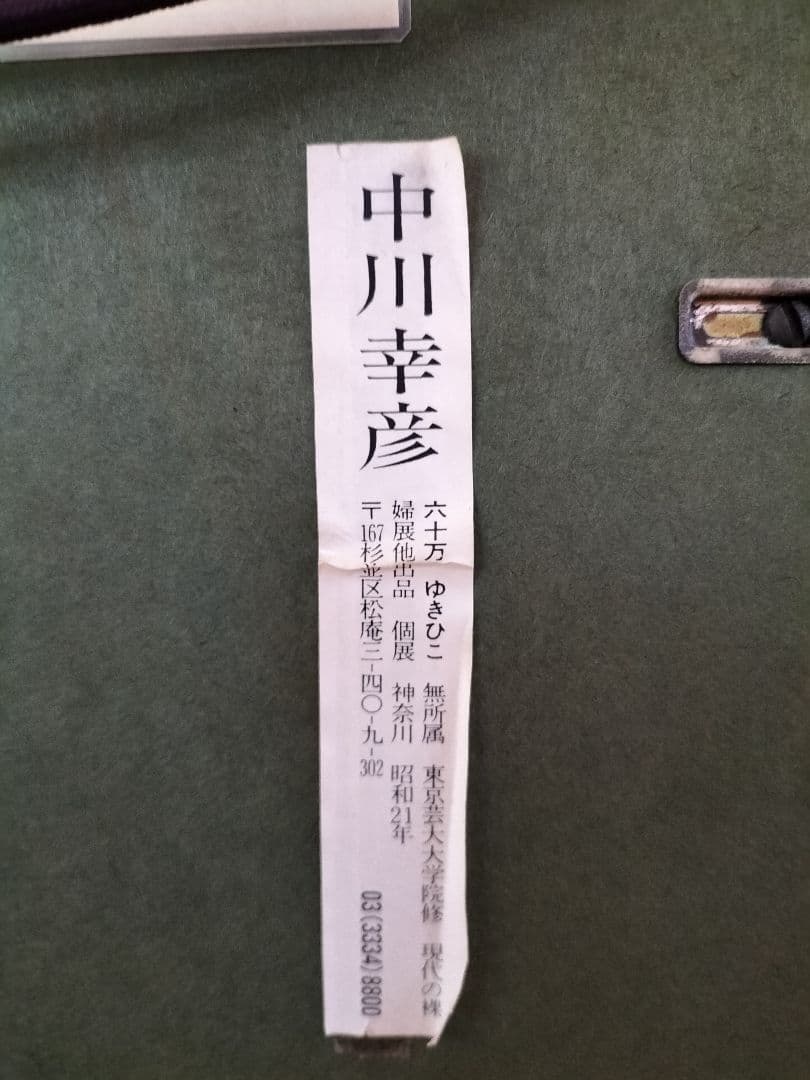 中川幸彦
六十万 ゆきひこ 無所属 東京芸大大学院修 現代の裸
婦展他出品 個展 神奈川 昭和21年
〒167杉並区松庵三-四〇-九-302 03(3334)8800